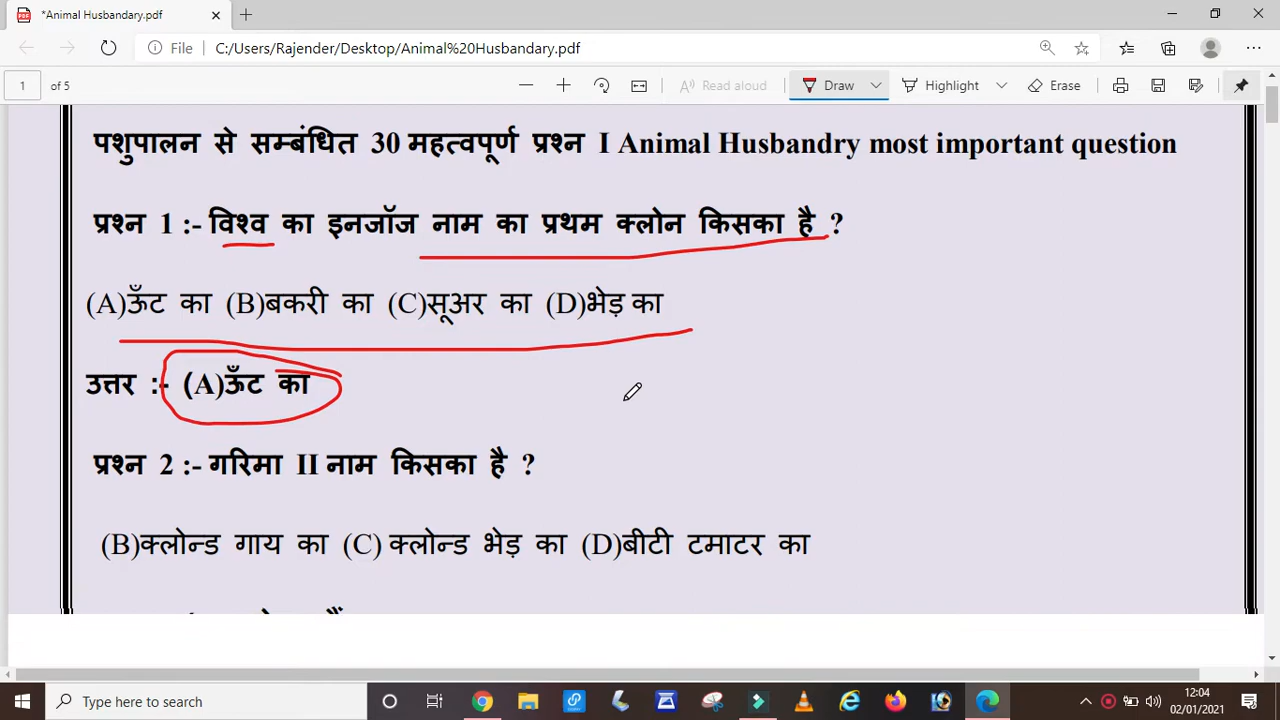 *Animal Husbandary.pdf
File C:/Users/Rajender/Desktop/Animal%20Husbandary.pdf
1 of 5 Read aloud Draw Highlight Erase
पशुपालन से सम्बंधित 30 महत्वपूर्ण प्रश्न I Animal Husbandry most important question
प्रश्न 1 :- विश्व का इनजॉज नाम का प्रथम क्लोन किसका है ?
(A)ऊँट का (B)बकरी का (C)सूअर का (D)भेड़ का
उत्तर :- (A)ऊँट का
प्रश्न 2 :- गरिमा II नाम किसका है ?
(B)क्लोन्ड गाय का (C) क्लोन्ड भेड़ का (D)बीटी टमाटर का
Type here to search
12:04
02/01/2021